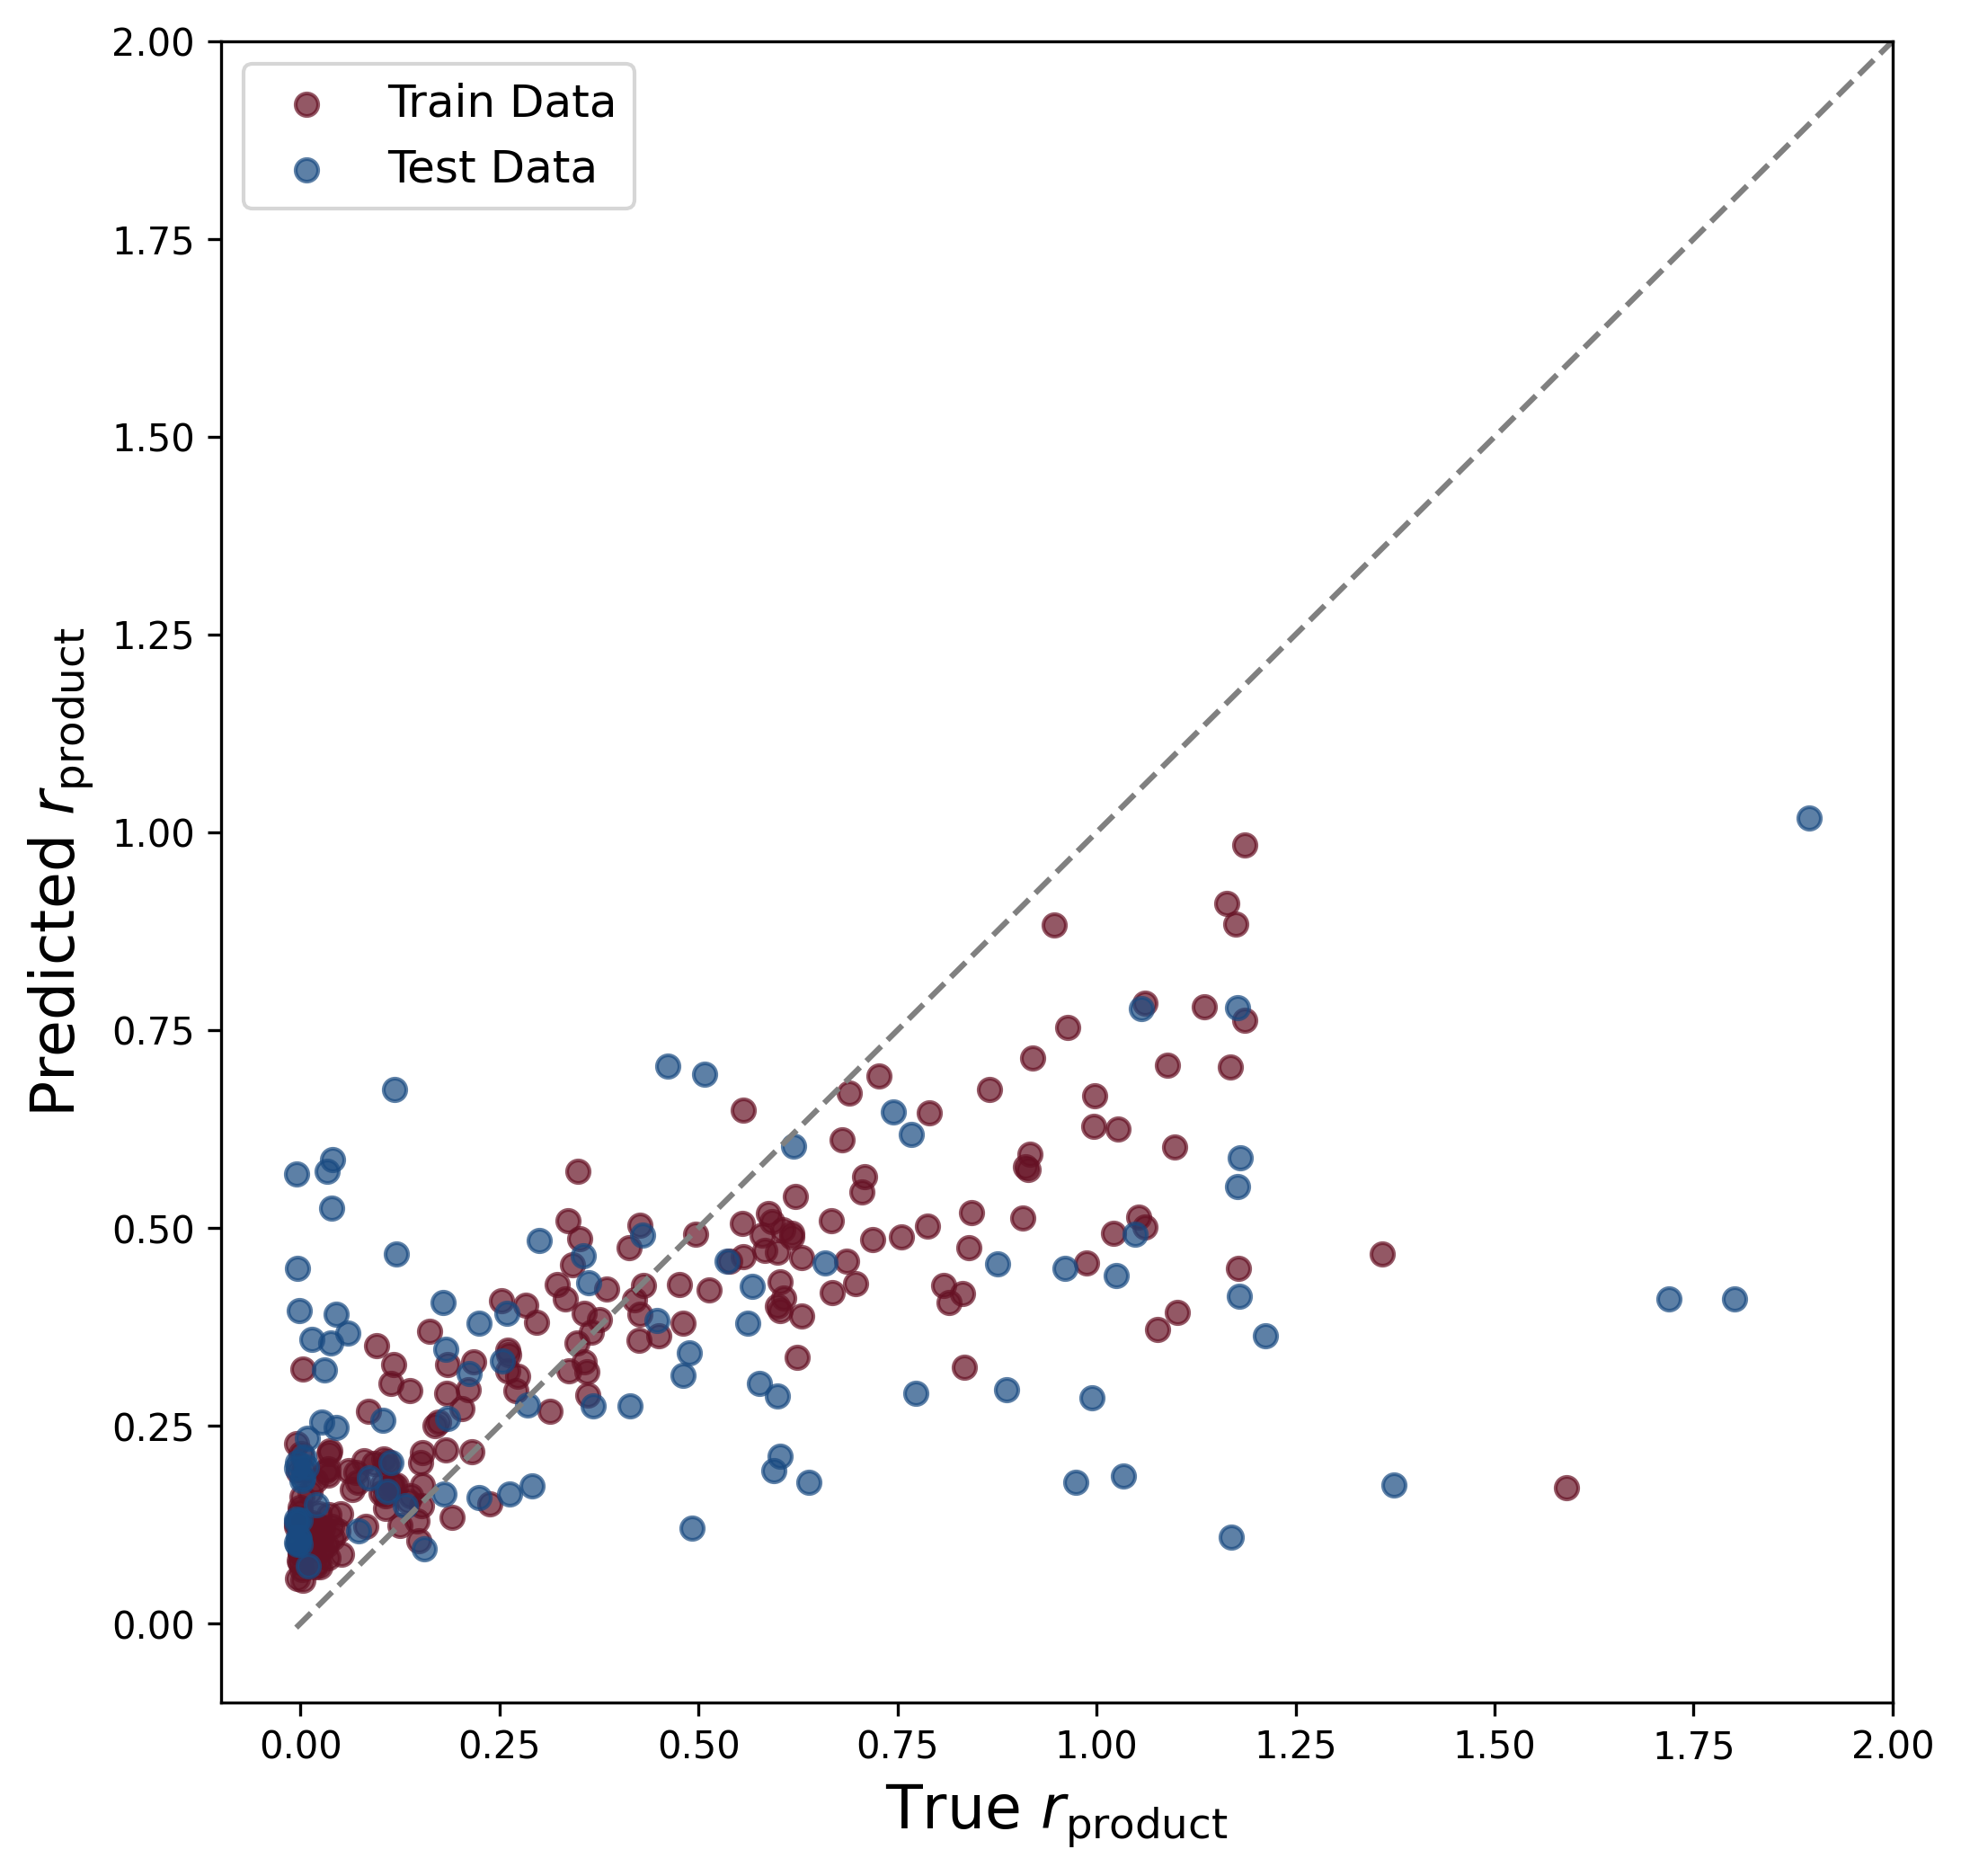 Train Data
Test Data
2.00
1.75
1.50
1.25
1.00
0.75
0.50
0.25
0.00
Predicted r_product
0.00 0.25 0.50 0.75 1.00 1.25 1.50 1.75 2.00
True r_product